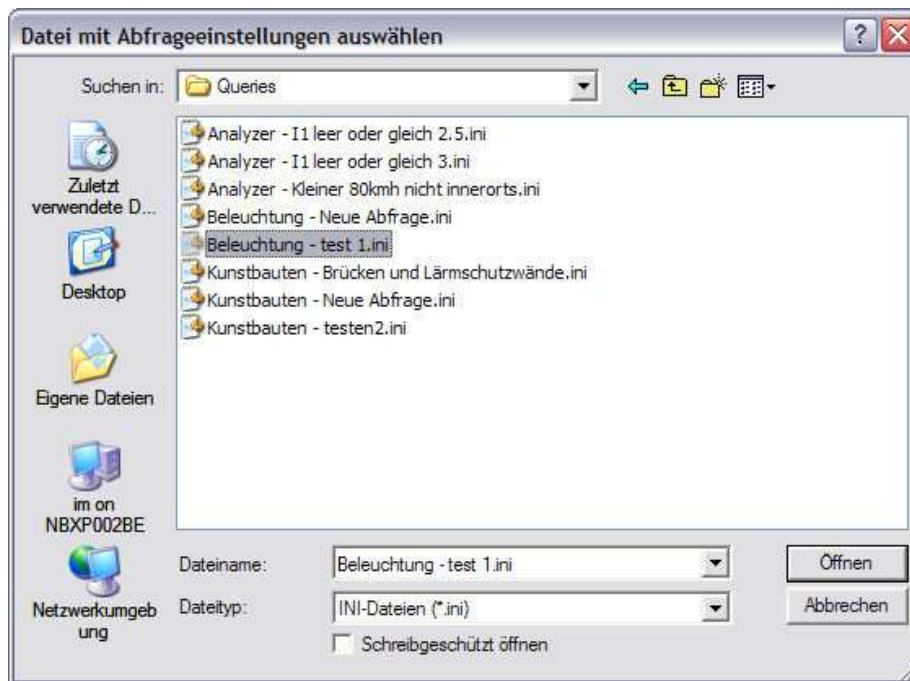 Datei mit Abfrageeinstellungen auswählen
Suchen in: Queries
Zuletzt
verwendete D...
Desktop
Eigene Dateien
im on
NBXP002BE
Netzwerkumgeb
ung
Analyzer - I1 leer oder gleich 2.5.ini
Analyzer - I1 leer oder gleich 3.ini
Analyzer - Kleiner 80kmh nicht innerorts.ini
Beleuchtung - Neue Abfrage.ini
Beleuchtung - test 1.ini
Kunstbauten - Brücken und Lärmschutzwände.ini
Kunstbauten - Neue Abfrage.ini
Kunstbauten - testen2.ini
Dateiname: Beleuchtung - test 1.ini Öffnen
Dateityp: INI-Dateien (*.ini) Abbrechen
Schreibgeschützt öffnen